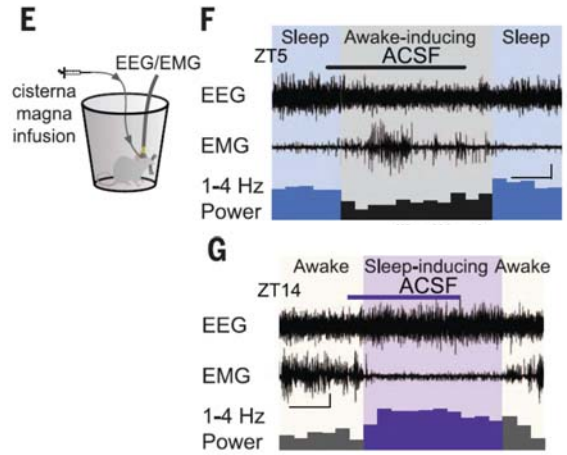 E
EEG/EMG
cisterna
magna
infusion
F
Sleep Awake-inducing Sleep
ZT5 ACSF
EEG
EMG
1-4 Hz
Power
G
Awake Sleep-inducing Awake
ZT14 ACSF
EEG
EMG
1-4 Hz
Power